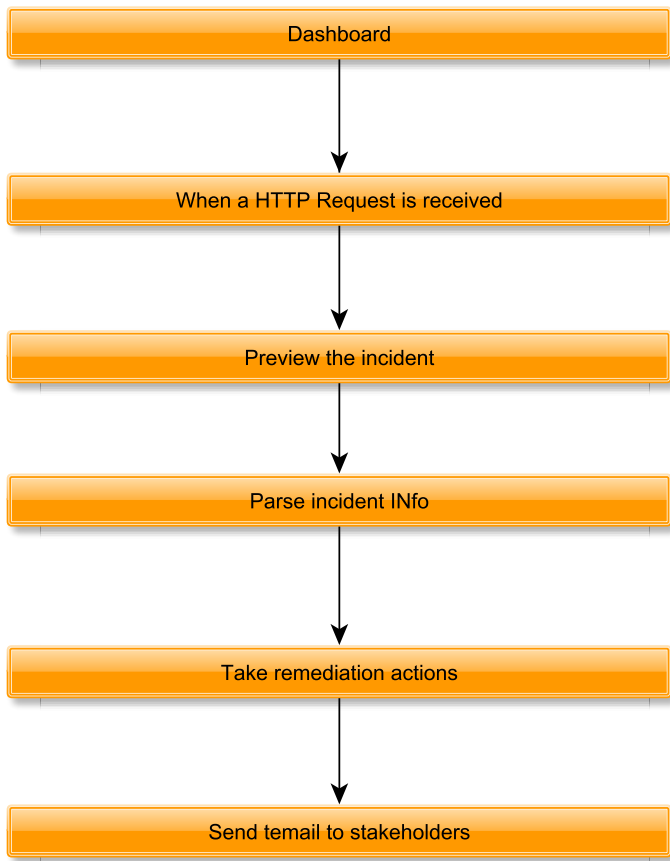 Dashboard
When a HTTP Request is received
Preview the incident
Parse incident INfo
Take remediation actions
Send temail to stakeholders